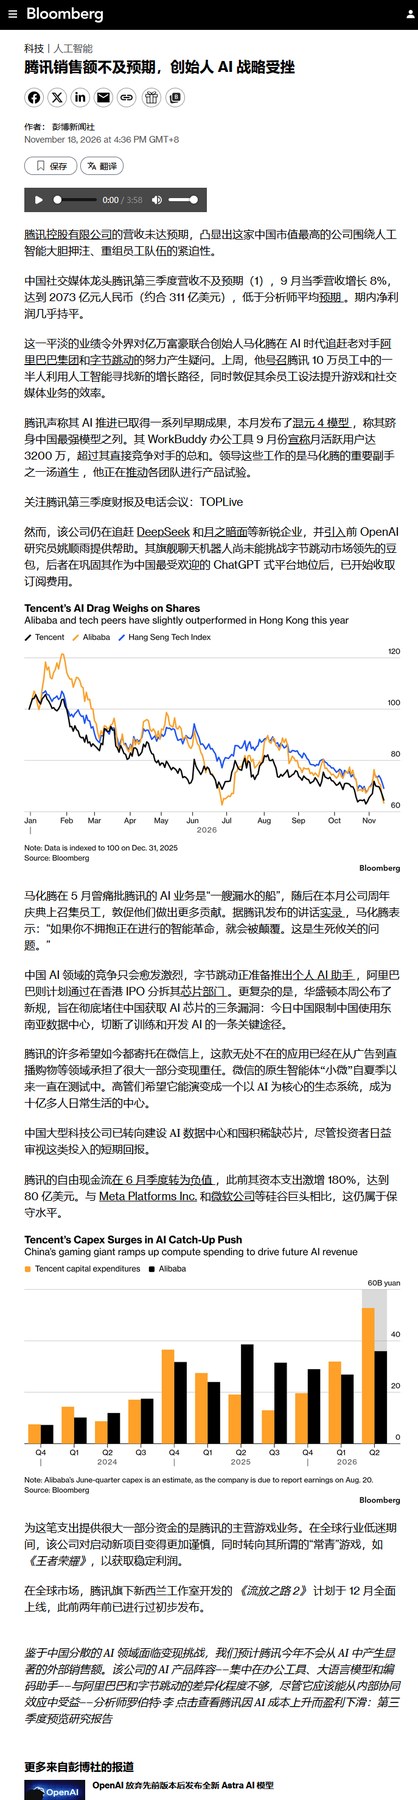 Bloomberg
科技 | 人工智能
腾讯销售额不及预期，创始人 AI 战略受挫
作者： 彭博新闻社
November 18, 2026 at 4:36 PM GMT+8
保存
翻译
0:00 / 3:58
腾讯控股有限公司的营收未达预期，凸显出这家中国市值最高的公司围绕人工
智能大胆押注、重组员工队伍的紧迫性。
中国社交媒体龙头腾讯第三季度营收不及预期（1），9 月当季营收增长 8%，
达到 2073 亿元人民币（约合 311 亿美元），低于分析师平均预期 。期内净利
润几乎持平。
这一平淡的业绩令外界对亿万富豪联合创始人马化腾在 AI 时代追赶老对手阿
里巴巴集团和字节跳动的努力产生疑问。上周，他号召腾讯 10 万员工中的一
半人利用人工智能寻找新的增长路径，同时敦促其余员工设法提升游戏和社交
媒体业务的效率。
腾讯声称其 AI 推进已取得一系列早期成果，本月发布了混元 4 模型 ，称其跻
身中国最强模型之列。其 WorkBuddy 办公工具 9 月份宣称月活跃用户达
3200 万，超过其直接竞争对手的总和。领导这些工作的是马化腾的重要副手
之一汤道生 ，他正在推动各团队进行产品试验。
关注腾讯第三季度财报及电话会议：TOPLive
然而，该公司仍在追赶 DeepSeek 和月之暗面等新锐企业，并引入前 OpenAI
研究员姚顺雨提供帮助。其旗舰聊天机器人尚未能挑战字节跳动市场领先的豆
包，后者在巩固其作为中国最受欢迎的 ChatGPT 式平台地位后，已开始收取
订阅费用。
Tencent's AI Drag Weighs on Shares
Alibaba and tech peers have slightly outperformed in Hong Kong this year
Tencent Alibaba Hang Seng Tech Index
120
100
80
60
Jan Feb Mar Apr May Jun Jul Aug Sep Oct Nov
2026
Note: Data is indexed to 100 on Dec. 31, 2025
Source: Bloomberg
Bloomberg
马化腾在 5 月曾痛批腾讯的 AI 业务是“一艘漏水的船”，随后在本月公司周年
庆典上召集员工，敦促他们做出更多贡献。据腾讯发布的讲话实录 ，马化腾表
示：“如果你不拥抱正在进行的智能革命，就会被颠覆。这是生死攸关的问
题。”
中国 AI 领域的竞争只会愈发激烈，字节跳动正准备推出个人 AI 助手 ，阿里巴
巴则计划通过在香港 IPO 分拆其芯片部门 。更复杂的是，华盛顿本周公布了
新规，旨在彻底堵住中国获取 AI 芯片的三条漏洞：今日中国限制中国使用东
南亚数据中心，切断了训练和开发 AI 的一条关键途径。
腾讯的许多希望如今都寄托在微信上，这款无处不在的应用已经在从广告到直
播购物等领域承担了很大一部分变现重任。微信的原生智能体“小微”自夏季以
来一直在测试中。高管们希望它能演变成一个以 AI 为核心的生态系统，成为
十亿多人日常生活的中心。
中国大型科技公司已转向建设 AI 数据中心和囤积稀缺芯片，尽管投资者日益
审视这类投入的短期回报。
腾讯的自由现金流在 6 月季度转为负值 ，此前其资本支出激增 180%，达到
80 亿美元。与 Meta Platforms Inc. 和微软公司等硅谷巨头相比，这仍属于保
守水平。
Tencent's Capex Surges in AI Catch-Up Push
China's gaming giant ramps up compute spending to drive future AI revenue
Tencent capital expenditures Alibaba
60B yuan
40
20
0
Q4 Q1 Q2 Q3 Q4 Q1 Q2 Q3 Q4 Q1 Q2
2024 2025 2026
Note: Alibaba's June-quarter capex is an estimate, as the company is due to report earnings on Aug. 20.
Source: Bloomberg
Bloomberg
为这笔支出提供很大一部分资金的是腾讯的主营游戏业务。在全球行业低迷期
间，该公司对启动新项目变得更加谨慎，同时转向其所谓的“常青”游戏，如
《王者荣耀》，以获取稳定利润。
在全球市场，腾讯旗下新西兰工作室开发的 《流放之路 2》 计划于 12 月全面
上线，此前两年前已进行过初步发布。
鉴于中国分散的 AI 领域面临变现挑战，我们预计腾讯今年不会从 AI 中产生显
著的外部销售额。该公司的 AI 产品阵容——集中在办公工具、大语言模型和编
码助手——与阿里巴巴和字节跳动的差异化程度不够，尽管它应该能从内部协同
效应中受益——分析师罗伯特·李 点击查看腾讯因 AI 成本上升而盈利下滑：第三
季度预览研究报告
更多来自彭博社的报道
OpenAI
OpenAI 放弃先前版本后发布全新 Astra AI 模型